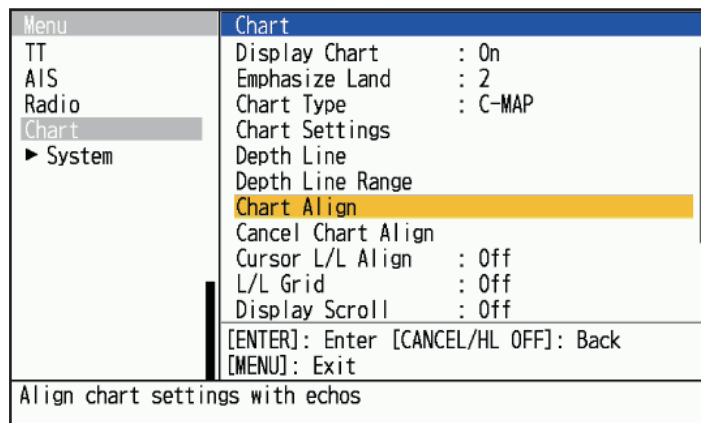 Menu
TT
AIS
Radio
Chart
► System
Chart
Display Chart : On
Emphasize Land : 2
Chart Type : C-MAP
Chart Settings
Depth Line
Depth Line Range
Chart Align
Cancel Chart Align
Cursor L/L Align : Off
L/L Grid : Off
Display Scroll : Off
[ENTER]: Enter [CANCEL/HL OFF]: Back
[MENU]: Exit
Align chart settings with echos